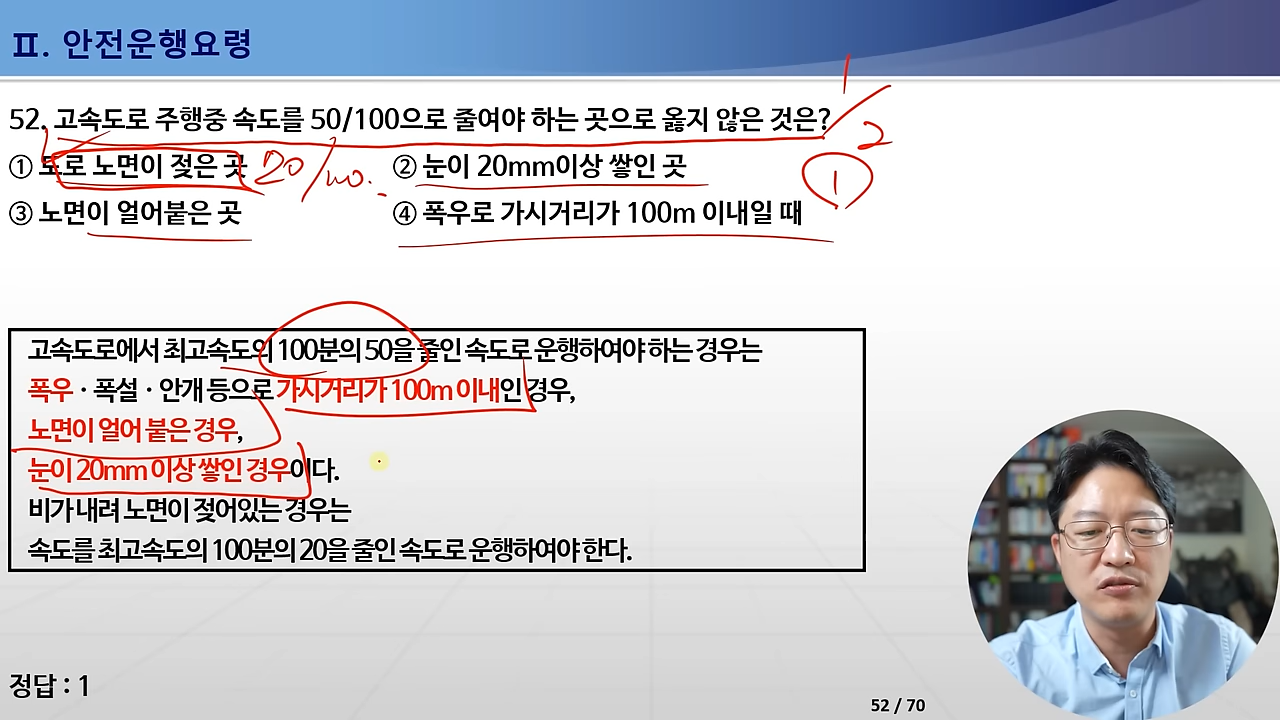 Ⅱ. 안전운행요령
1/2
52. 고속도로 주행중 속도를 50/100으로 줄여야 하는 곳으로 옳지 않은 것은?
① 도로 노면이 젖은 곳 20/100. ② 눈이 20mm이상 쌓인 곳 1
③ 노면이 얼어붙은 곳 ④ 폭우로 가시거리가 100m 이내일 때
고속도로에서 최고속도의 100분의 50을 줄인 속도로 운행하여야 하는 경우는
폭우 · 폭설 · 안개 등으로 가시거리가 100m 이내인 경우,
노면이 얼어 붙은 경우,
눈이 20mm 이상 쌓인 경우이다.
비가 내려 노면이 젖어있는 경우는
속도를 최고속도의 100분의 20을 줄인 속도로 운행하여야 한다.
정답 : 1
52 / 70